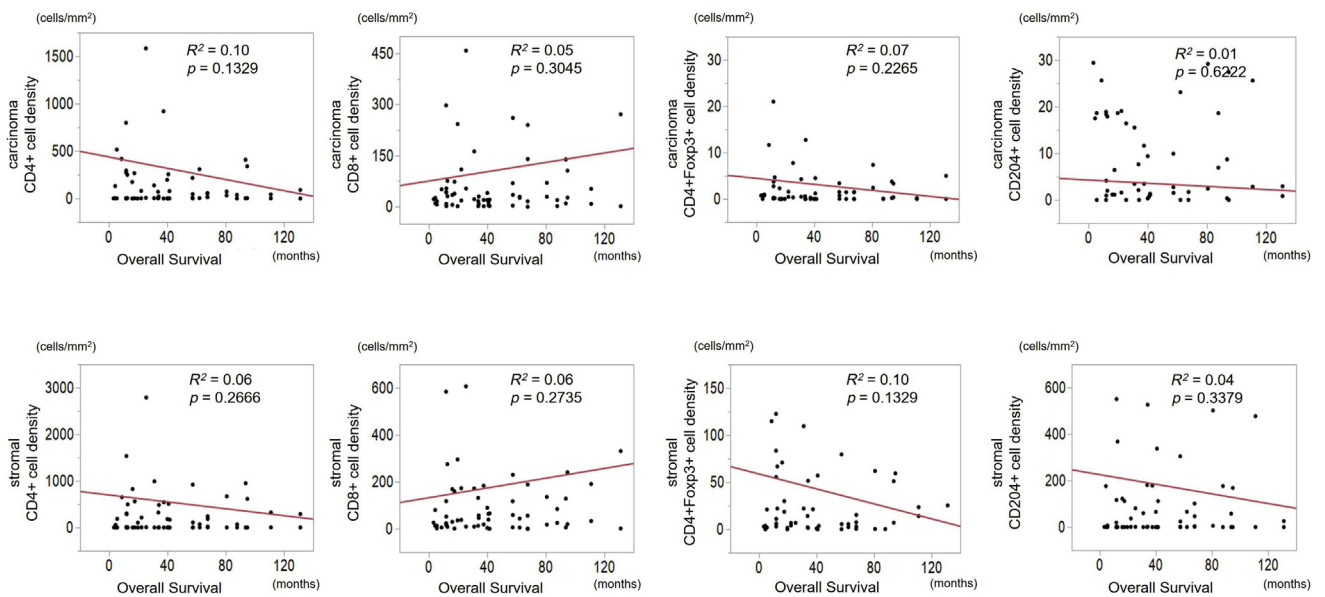 (cells/mm²)
carcinoma
CD4+ cell density
1500
1000
500
0
R² = 0.10
p = 0.1329
0 40 80 120
Overall Survival (months)
(cells/mm²)
carcinoma
CD8+ cell density
450
300
150
0
R² = 0.05
p = 0.3045
0 40 80 120
Overall Survival (months)
(cells/mm²)
carcinoma
CD4+Foxp3+ cell density
30
20
10
0
R² = 0.07
p = 0.2265
0 40 80 120
Overall Survival (months)
(cells/mm²)
carcinoma
CD204+ cell density
30
20
10
0
R² = 0.01
p = 0.6222
0 40 80 120
Overall Survival (months)
(cells/mm²)
stromal
CD4+ cell density
3000
2000
1000
0
R² = 0.06
p = 0.2666
0 40 80 120
Overall Survival (months)
(cells/mm²)
stromal
CD8+ cell density
600
400
200
0
R² = 0.06
p = 0.2735
0 40 80 120
Overall Survival (months)
(cells/mm²)
stromal
CD4+Foxp3+ cell density
150
100
50
0
R² = 0.10
p = 0.1329
0 40 80 120
Overall Survival (months)
(cells/mm²)
stromal
CD204+ cell density
600
400
200
0
R² = 0.04
p = 0.3379
0 40 80 120
Overall Survival (months)